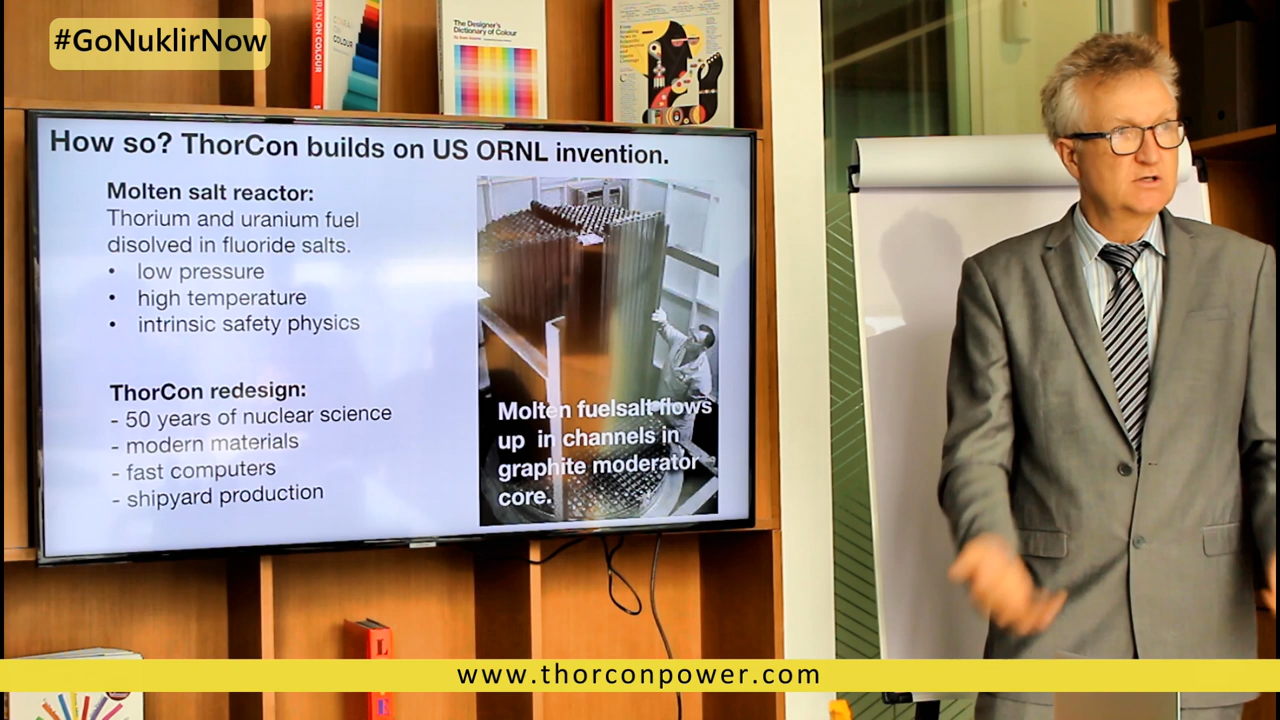 #GoNuklirNow
The Designer's
Dictionary of Colour
How so? ThorCon builds on US ORNL invention.
Molten salt reactor:
Thorium and uranium fuel
disolved in fluoride salts.
• low pressure
• high temperature
• intrinsic safety physics
ThorCon redesign:
- 50 years of nuclear science
- modern materials
- fast computers
- shipyard production
Molten fuelsalt flows
up in channels in
graphite moderator
core.
www.thorconpower.com